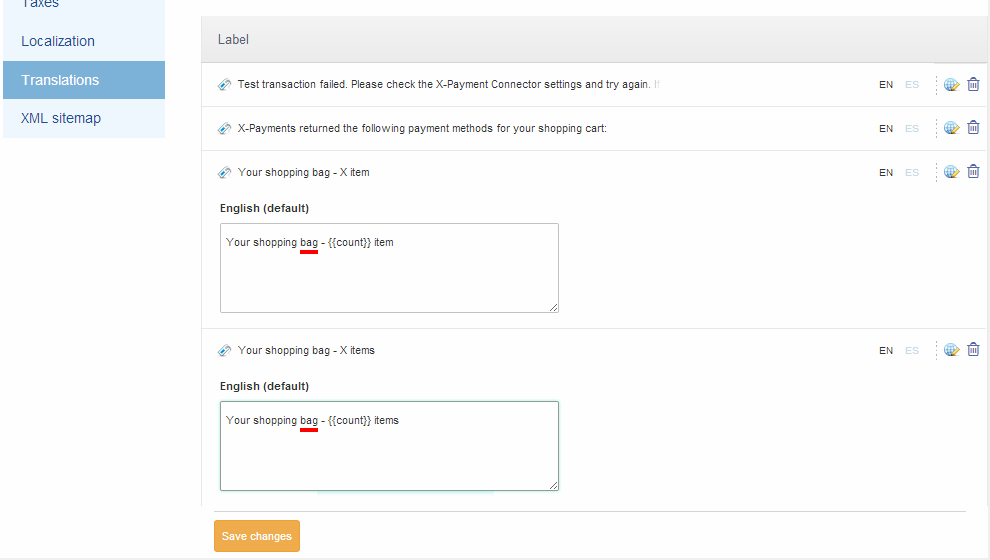 Taxes
Localization
Translations
XML sitemap
Label
Test transaction failed. Please check the X-Payment Connector settings and try again. If
EN ES
X-Payments returned the following payment methods for your shopping cart:
EN ES
Your shopping bag - X item
EN ES
English (default)
Your shopping bag - {{count}} item
Your shopping bag - X items
EN ES
English (default)
Your shopping bag - {{count}} items
Save changes